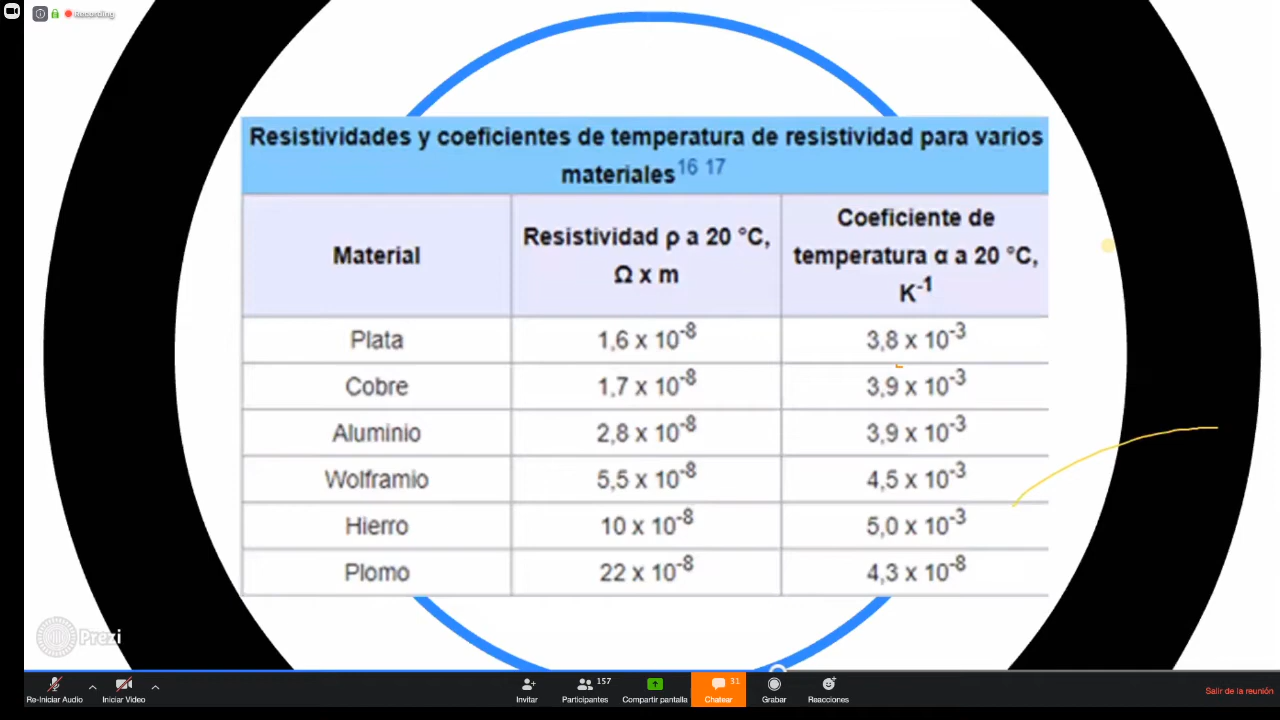 Recording
Resistividades y coeficientes de temperatura de resistividad para varios
materiales 16 17
Material
Resistividad ρ a 20 °C,
Ω x m
Coeficiente de
temperatura α a 20 °C,
K⁻¹
Plata 1,6 x 10⁻⁸ 3,8 x 10⁻³
Cobre 1,7 x 10⁻⁸ 3,9 x 10⁻³
Aluminio 2,8 x 10⁻⁸ 3,9 x 10⁻³
Wolframio 5,5 x 10⁻⁸ 4,5 x 10⁻³
Hierro 10 x 10⁻⁸ 5,0 x 10⁻³
Plomo 22 x 10⁻⁸ 4,3 x 10⁻⁸
Prezi
Re-Iniciar Audio Iniciar Video Invitar Participantes 157 Compartir pantalla Chatear 31 Grabar Reacciones Salir de la reunión